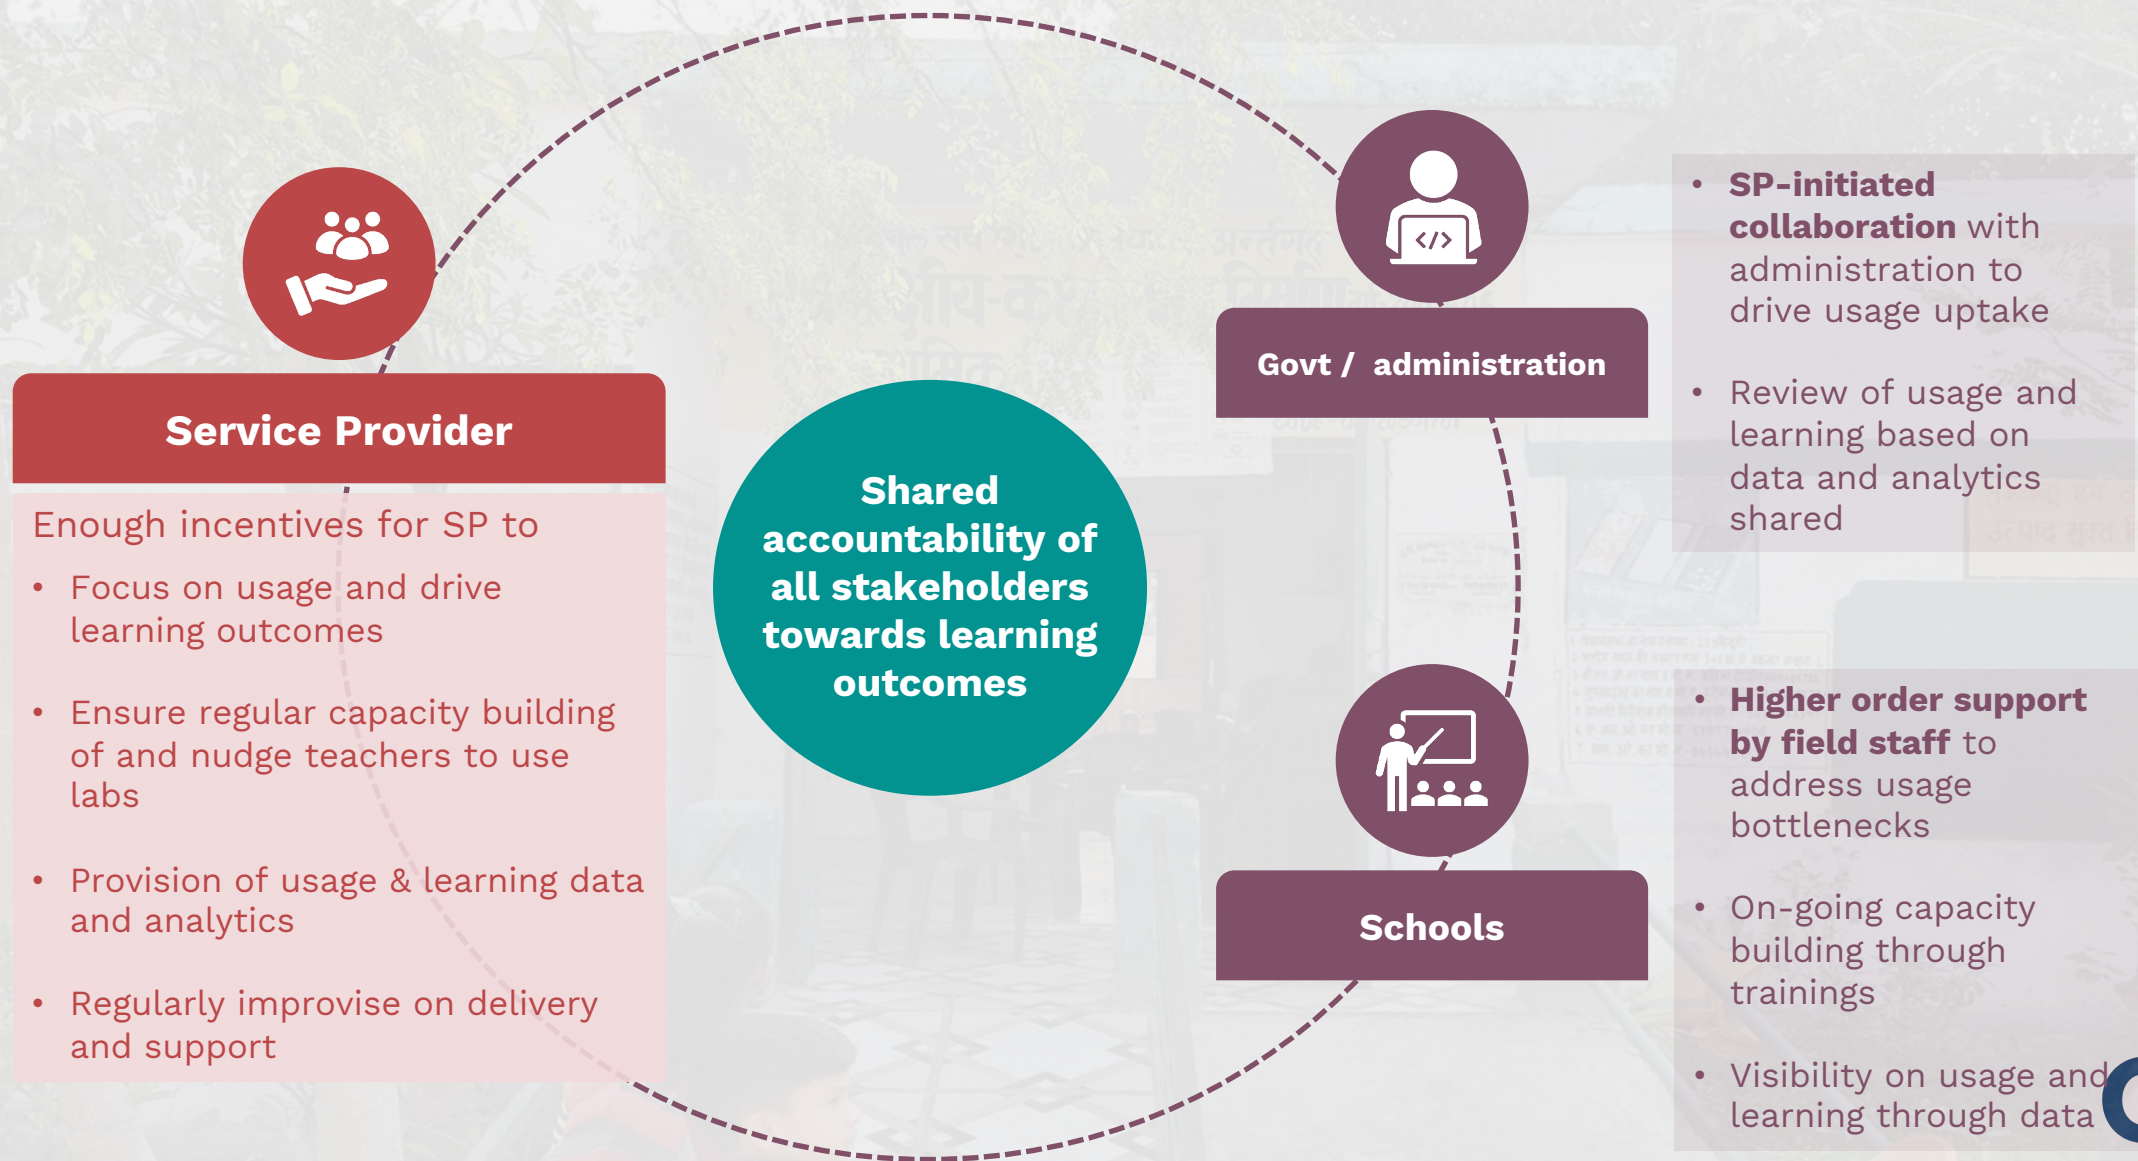 Service Provider
Enough incentives for SP to
• Focus on usage and drive
learning outcomes
• Ensure regular capacity building
of and nudge teachers to use
labs
• Provision of usage & learning data
and analytics
• Regularly improvise on delivery
and support
Shared
accountability of
all stakeholders
towards learning
outcomes
</>
Govt / administration
• SP-initiated
collaboration with
administration to
drive usage uptake
• Review of usage and
learning based on
data and analytics
shared
Schools
• Higher order support
by field staff to
address usage
bottlenecks
• On-going capacity
building through
trainings
• Visibility on usage and
learning through data